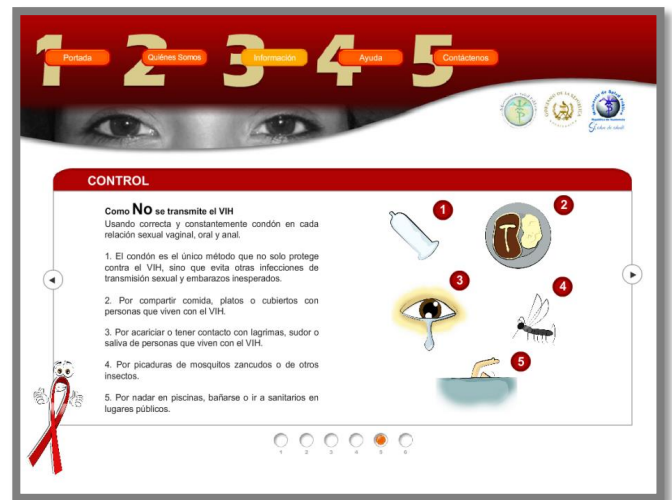 1 2 3 4 5
Portada Quiénes Somos Información Ayuda Contáctenos
CONTROL
Como No se transmite el VIH
Usando correcta y constantemente condón en cada
relación sexual vaginal, oral y anal.
1. El condón es el único método que no solo protege
contra el VIH, sino que evita otras infecciones de
transmisión sexual y embarazos inesperados.
2. Por compartir comida, platos o cubiertos con
personas que viven con el VIH.
3. Por acariciar o tener contacto con lagrimas, sudor o
saliva de personas que viven con el VIH.
4. Por picaduras de mosquitos zancudos o de otros
insectos.
5. Por nadar en piscinas, bañarse o ir a sanitarios en
lugares públicos.
1
2
3
4
5
1 2 3 4 5 6